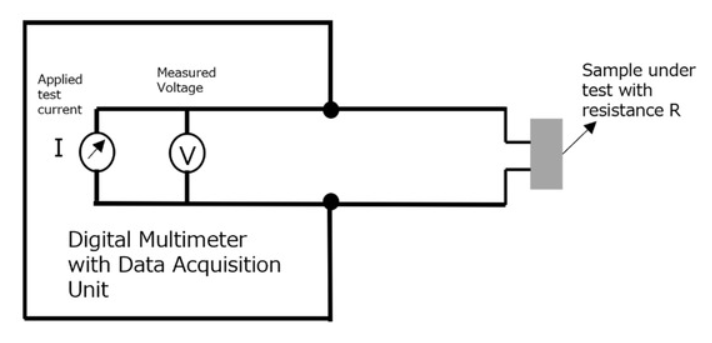 Applied
test
current
Measured
Voltage
Sample under
test with
resistance R
I
V
Digital Multimeter
with Data Acquisition
Unit